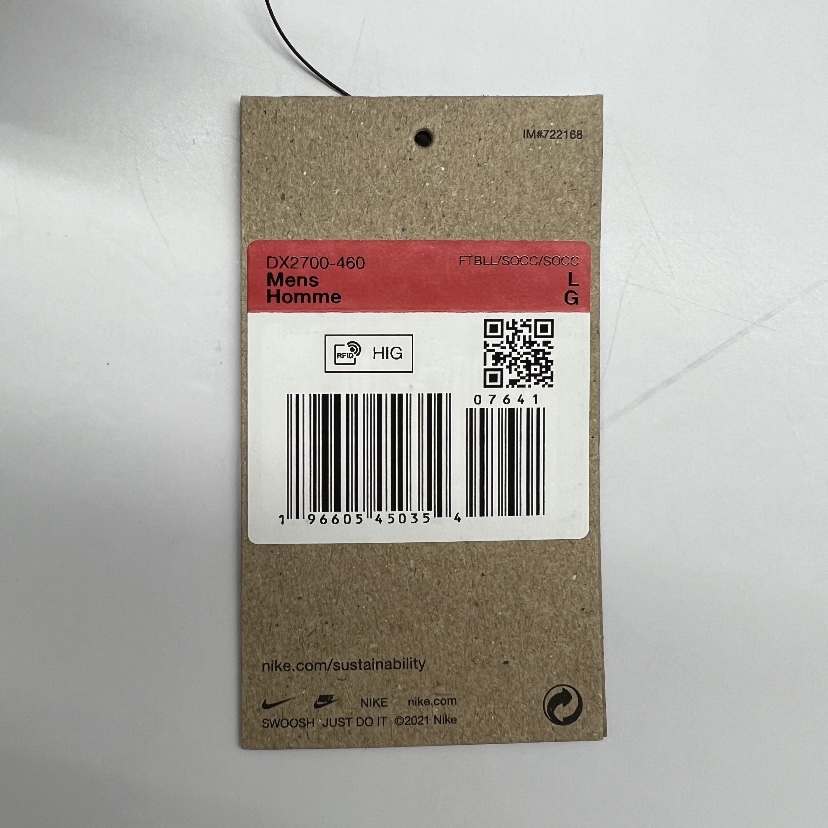 IM#722168
DX2700-460 FTBLL/SOCC/SOCC
Mens L
Homme G
RFID HIG
07641
1 96605 45035 4
nike.com/sustainability
NIKE nike.com
SWOOSH JUST DO IT ©2021 Nike